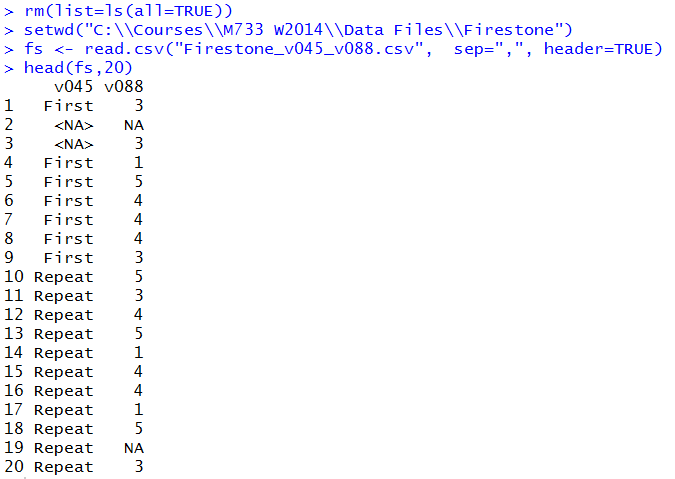 > rm(list=ls(all=TRUE))
> setwd("C:\\Courses\\M733 W2014\\Data Files\\Firestone")
> fs <- read.csv("Firestone_v045_v088.csv",  sep=",", header=TRUE)
> head(fs,20)
     v045 v088
1   First    3
2    <NA>   NA
3    <NA>    3
4   First    1
5   First    5
6   First    4
7   First    4
8   First    4
9   First    3
10 Repeat    5
11 Repeat    3
12 Repeat    4
13 Repeat    5
14 Repeat    1
15 Repeat    4
16 Repeat    4
17 Repeat    1
18 Repeat    5
19 Repeat   NA
20 Repeat    3